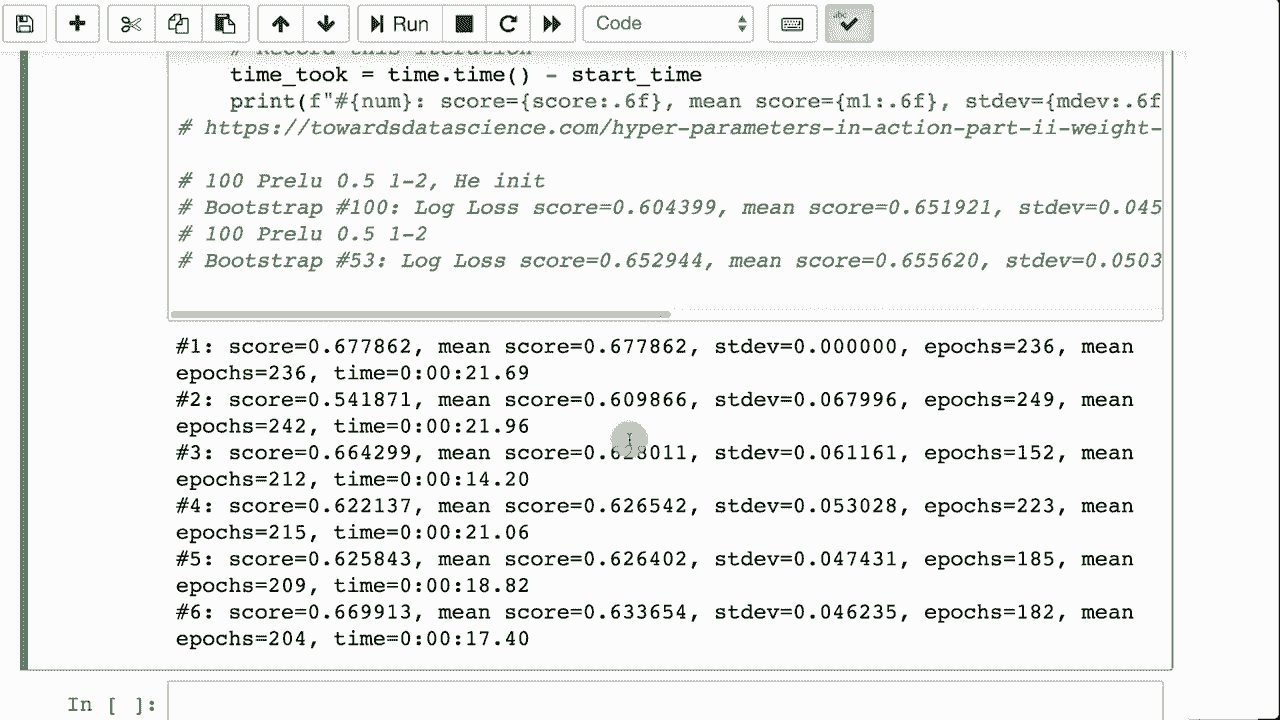 Run Code
# Record this iteration
time_took = time.time() - start_time
print(f"#{num}: score={score:.6f}, mean score={m1:.6f}, stdev={mdev:.6f
# https://towardsdatascience.com/hyper-parameters-in-action-part-ii-weight-
# 100 Prelu 0.5 1-2, He init
# Bootstrap #100: Log Loss score=0.604399, mean score=0.651921, stdev=0.045
# 100 Prelu 0.5 1-2
# Bootstrap #53: Log Loss score=0.652944, mean score=0.655620, stdev=0.0503
#1: score=0.677862, mean score=0.677862, stdev=0.000000, epochs=236, mean
epochs=236, time=0:00:21.69
#2: score=0.541871, mean score=0.609866, stdev=0.067996, epochs=249, mean
epochs=242, time=0:00:21.96
#3: score=0.664299, mean score=0.628011, stdev=0.061161, epochs=152, mean
epochs=212, time=0:00:14.20
#4: score=0.622137, mean score=0.626542, stdev=0.053028, epochs=223, mean
epochs=215, time=0:00:21.06
#5: score=0.625843, mean score=0.626402, stdev=0.047431, epochs=185, mean
epochs=209, time=0:00:18.82
#6: score=0.669913, mean score=0.633654, stdev=0.046235, epochs=182, mean
epochs=204, time=0:00:17.40
In [ ]: